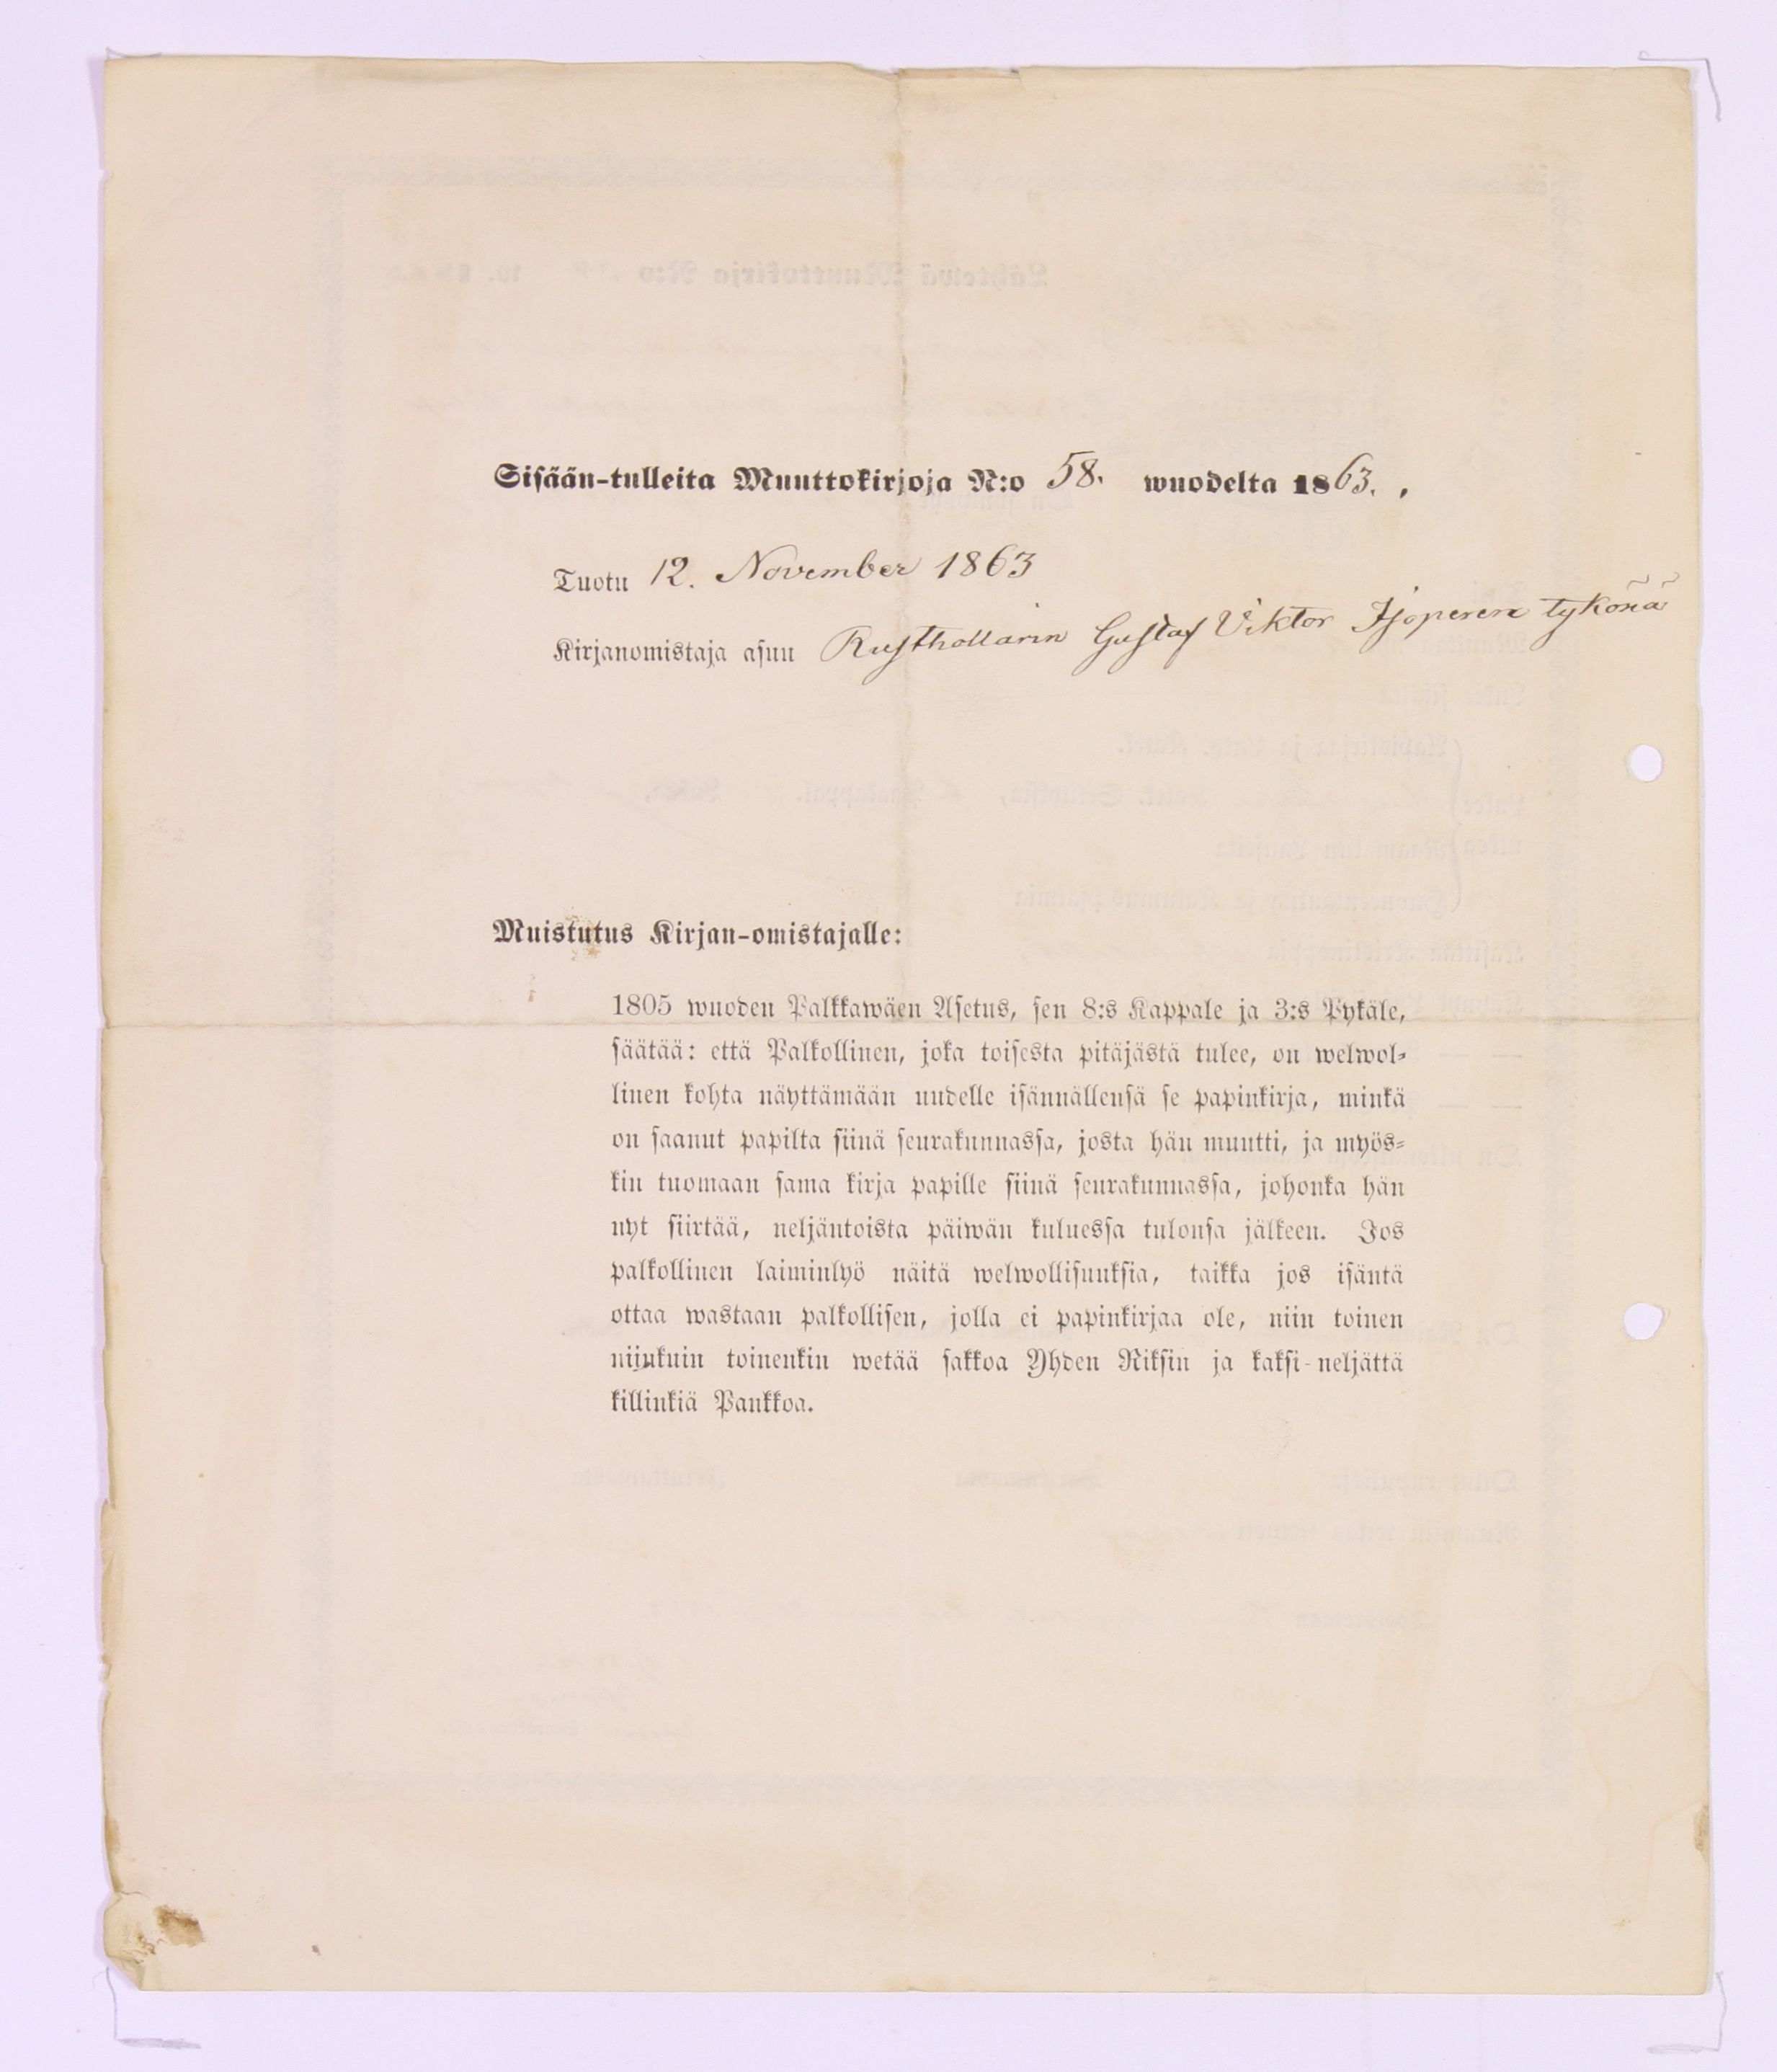 Sisään-tulleita Muuttokirjoja N:o 58. wuodelta 1863.
Tuotu 12. November 1863
Kirjanomistaja asuu Rusthollarin Gustaf Viktor Isoperen tykönä
Muistutus Kirjan-omistajalle:
1805 wuoden Palkkawäen Asetus, sen 8:s Kappale ja 3:s Pykäle,
säätää: että Palkollinen, joka toisesta pitäjästä tulee, on welwol-
linen kohta näyttämään uudelle isännällensä se papinkirja, minkä
on saanut papilta siinä seurakunnassa, josta hän muutti, ja myös-
kin tuomaan sama kirja papille siinä seurakunnassa, johonka hän
nyt siirtää, neljäntoista päiwän kuluessa tulonsa jälkeen. Jos
palkollinen laiminlyö näitä welwollisuuksia, taikka jos isäntä
ottaa wastaan palkollisen, jolla ei papinkirjaa ole, niin toinen
niinkuin toinenkin wetää sakkoa Yhden Riksin ja kaksi-neljättä
killinkiä Pankkoa.